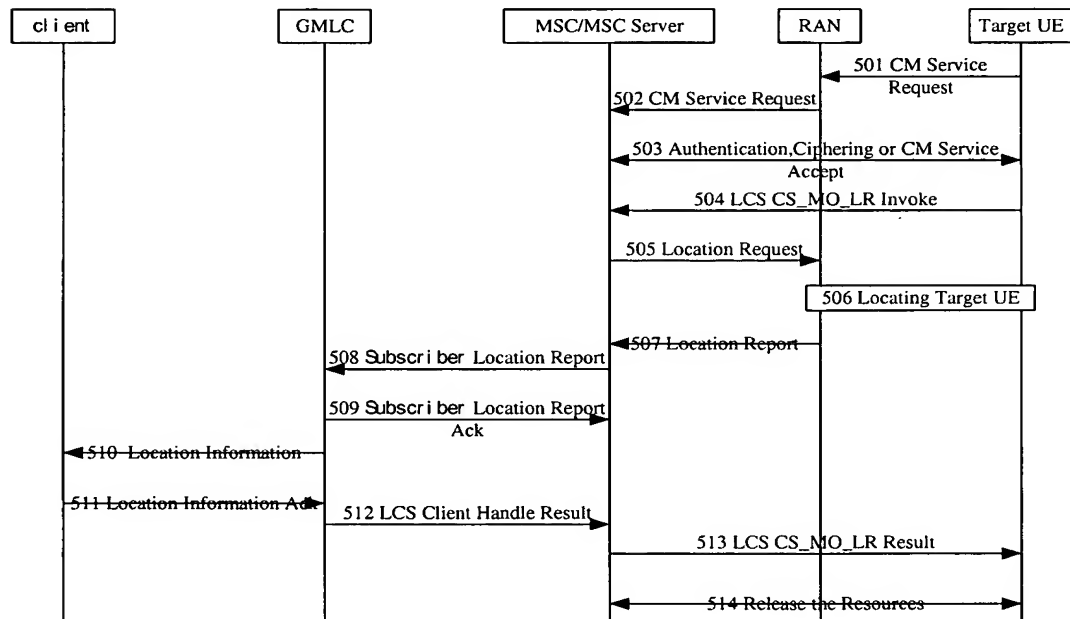 client GMLC MSC/MSC Server RAN Target UE
501 CM Service
Request
502 CM Service Request
503 Authentication,Ciphering or CM Service
Accept
504 LCS CS_MO_LR Invoke
505 Location Request
506 Locating Target UE
507 Location Report
508 Subscriber Location Report
509 Subscriber Location Report
Ack
510 Location Information
511 Location Information Ack
512 LCS Client Handle Result
513 LCS CS_MO_LR Result
514 Release the Resources